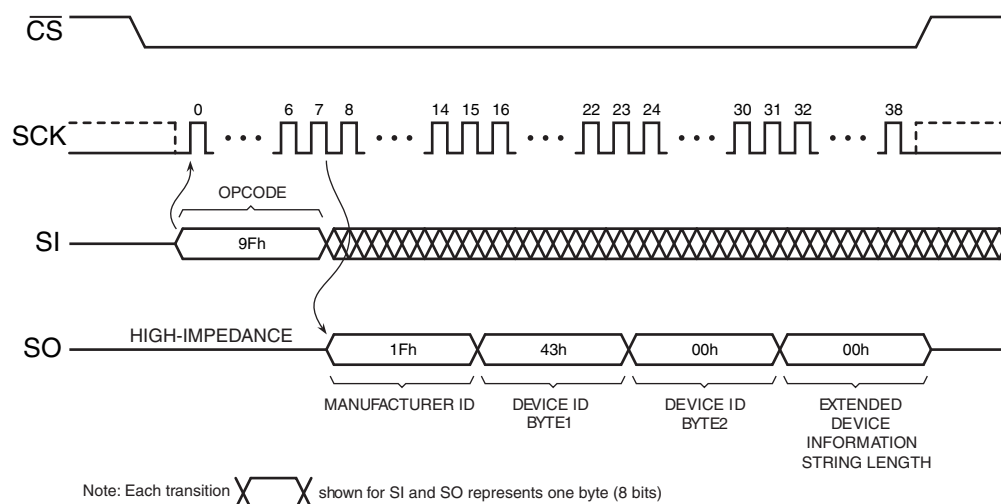 CS
SCK
0 6 7 8 14 15 16 22 23 24 30 31 32 38
OPCODE
SI
9Fh
HIGH-IMPEDANCE
SO
1Fh 43h 00h 00h
MANUFACTURER ID
DEVICE ID
BYTE1
DEVICE ID
BYTE2
EXTENDED
DEVICE
INFORMATION
STRING LENGTH
Note: Each transition shown for SI and SO represents one byte (8 bits)